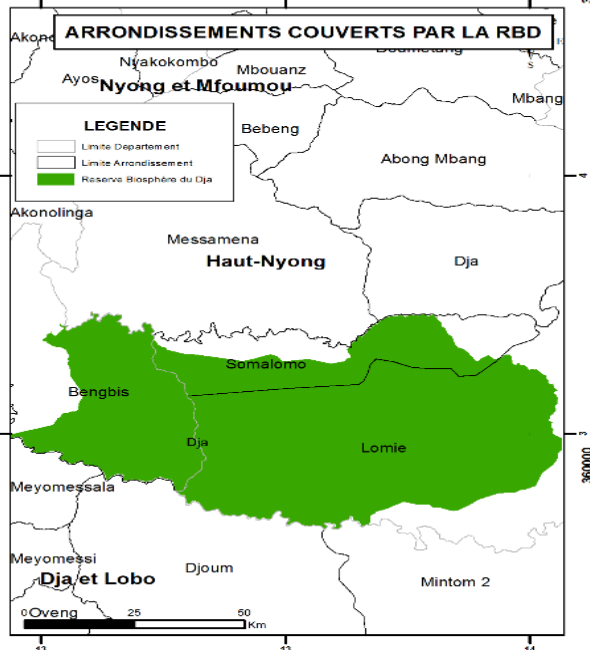 ARRONDISSEMENTS COUVERTS PAR LA RBD
Nyakokombo
Mbouanz
Ayos
Nyong et Mfoumou
Mbang
LEGENDE
Limite Departement
Limite Arrondissement
Reserve Biosphère du Dja
Bebeng
Abong Mbang
4
Akonolinga
Messamena
Haut-Nyong
Dja
Somalomo
Bengbis
Dja
Lomie
3
360000
Meyomessala
Meyomessi
Djoum
Dja et Lobo
Mintom 2
Oveng
0 25 50
Km
13 13 14